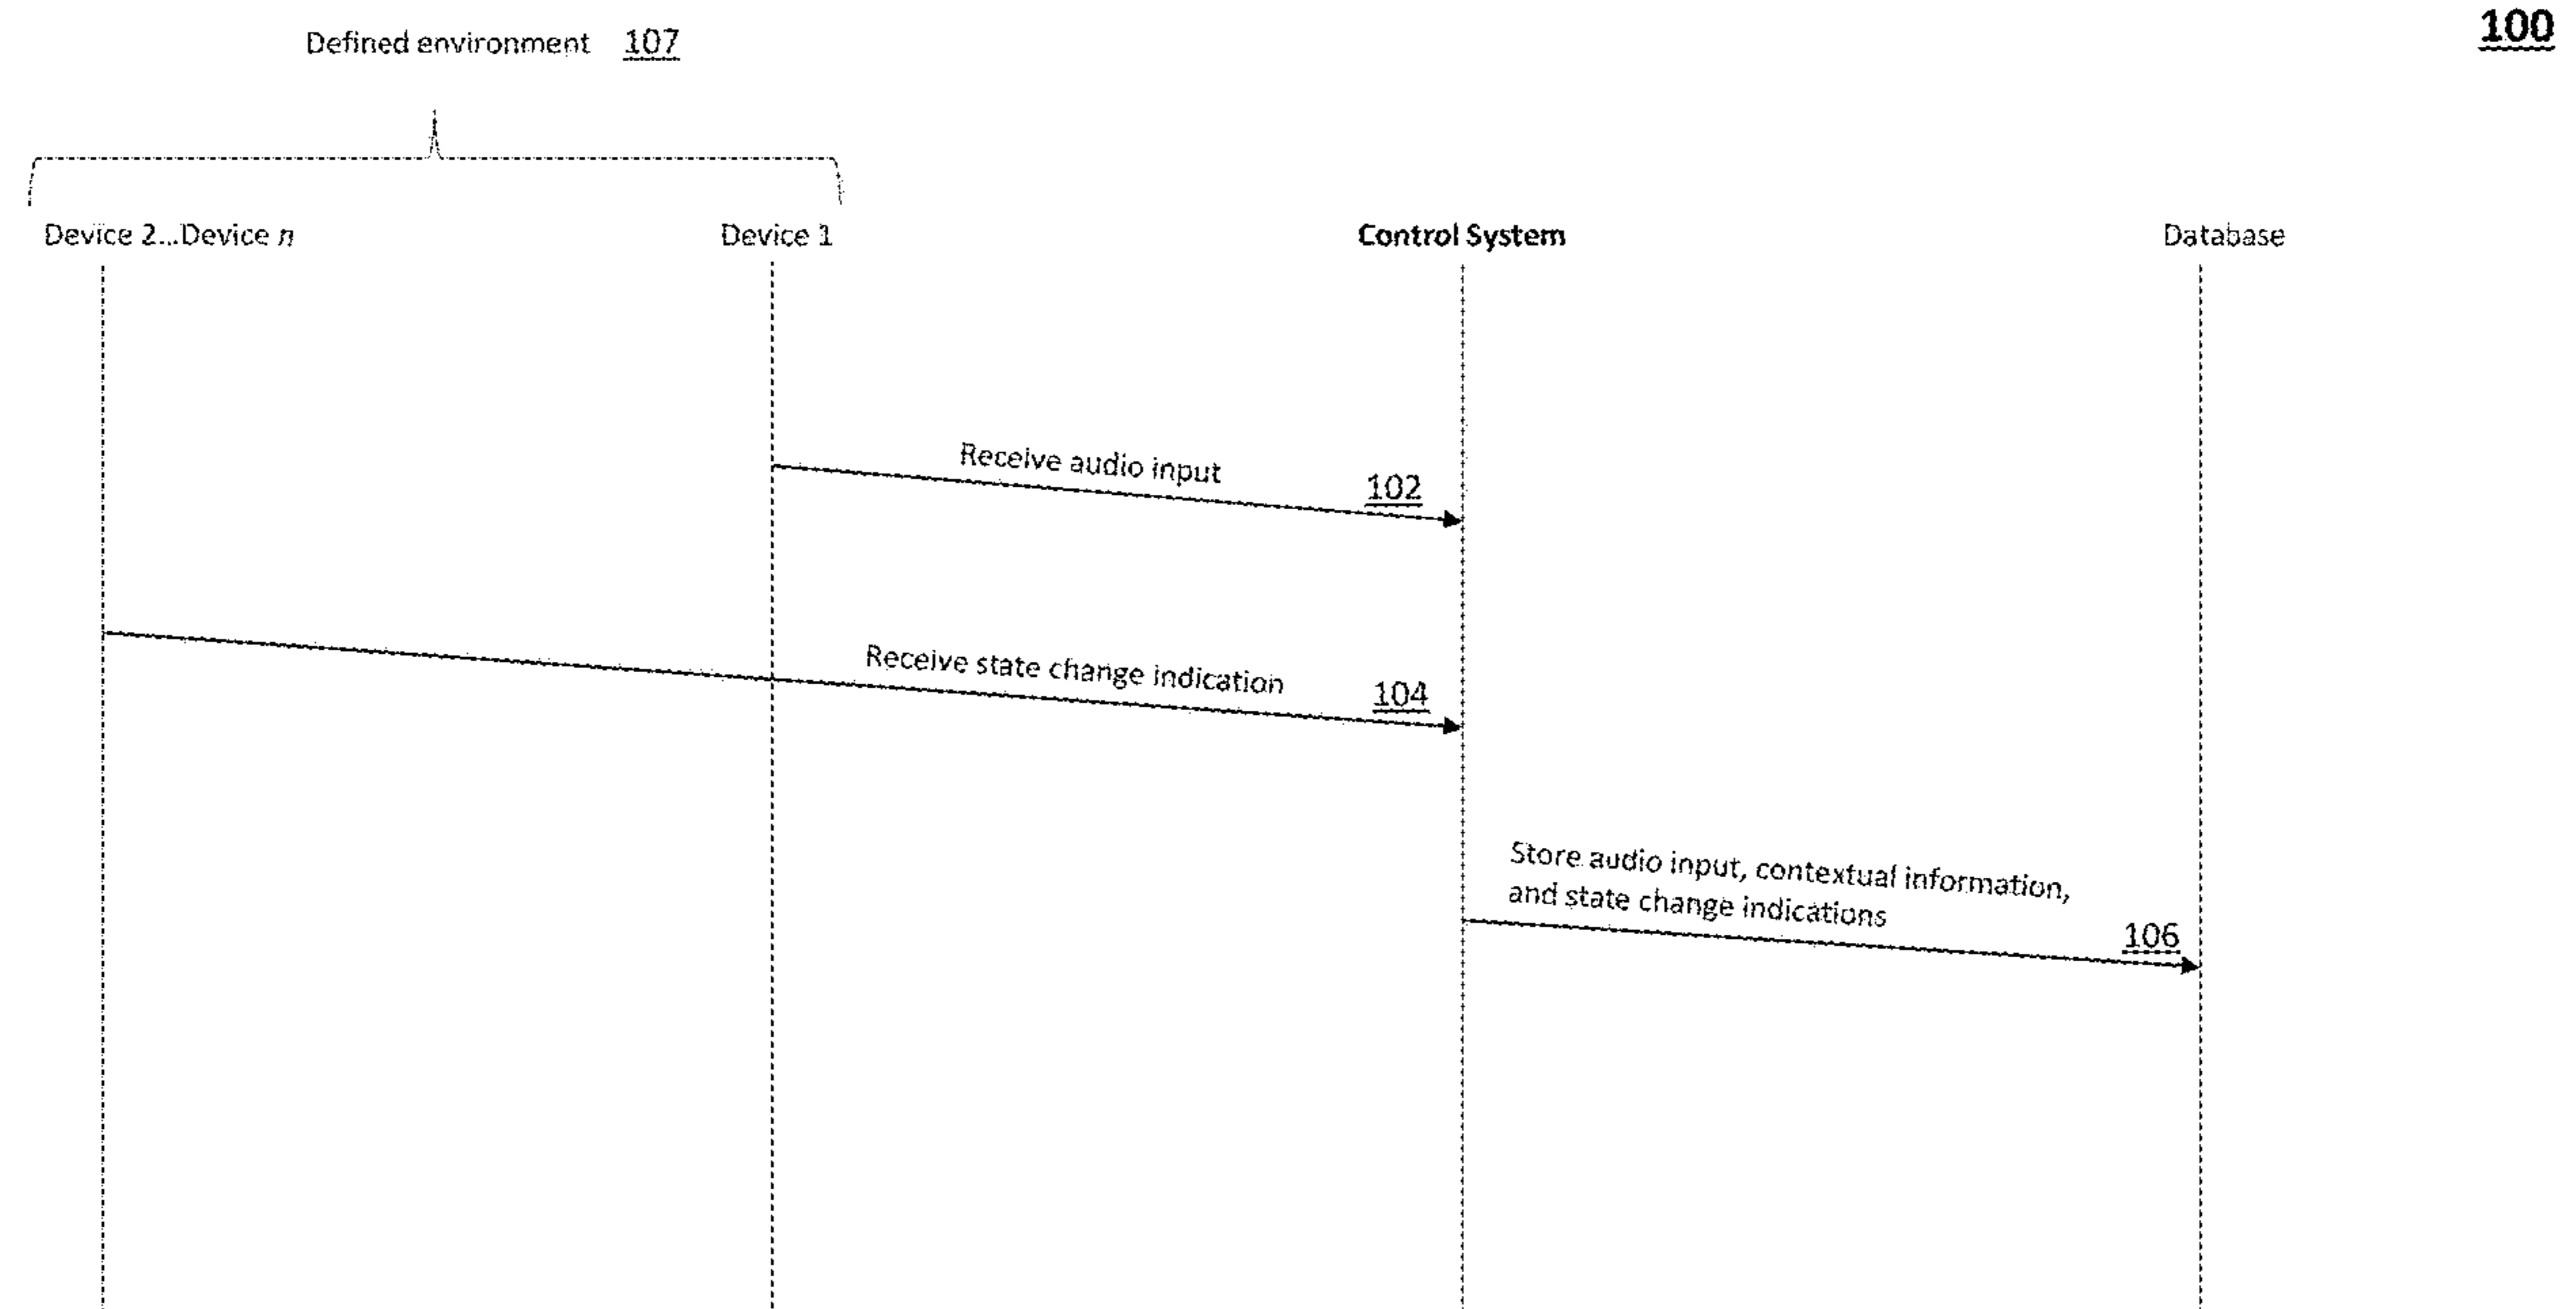 100
Defined environment 107
Device 2...Device n
Device 1
Control System
Database
Receive audio input
102
Receive state change indication
104
Store audio input, contextual information,
and state change indications
106